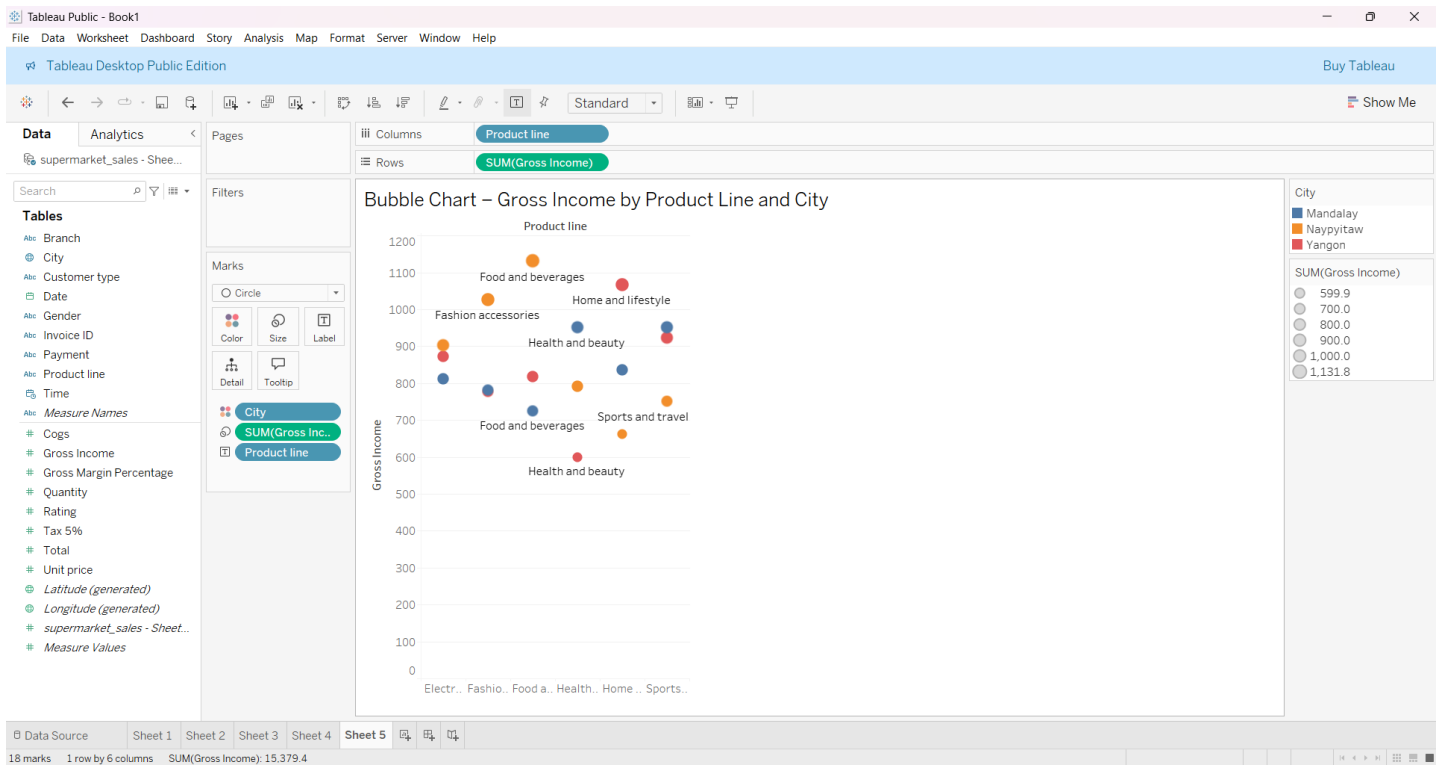 Tableau Public - Book1
File Data Worksheet Dashboard Story Analysis Map Format Server Window Help
Tableau Desktop Public Edition
Buy Tableau
Standard
Show Me
Data
Analytics
supermarket_sales - Shee...
Search
Tables
Abc Branch
City
Abc Customer type
Date
Abc Gender
Abc Invoice ID
Abc Payment
Abc Product line
Time
Abc Measure Names
# Cogs
# Gross Income
# Gross Margin Percentage
# Quantity
# Rating
# Tax 5%
# Total
# Unit price
Latitude (generated)
Longitude (generated)
# supermarket_sales - Sheet...
# Measure Values
Pages
Filters
Marks
Circle
Color Size Label
Detail Tooltip
City
SUM(Gross Inc..
Product line
Columns
Product line
Rows
SUM(Gross Income)
Bubble Chart – Gross Income by Product Line and City
Product line
1200
1100
1000
900
800
700
600
500
400
300
200
100
0
Gross Income
Food and beverages
Home and lifestyle
Fashion accessories
Health and beauty
Sports and travel
Food and beverages
Health and beauty
Electr.. Fashio.. Food a.. Health.. Home .. Sports..
City
Mandalay
Naypyitaw
Yangon
SUM(Gross Income)
599.9
700.0
800.0
900.0
1,000.0
1,131.8
Data Source Sheet 1 Sheet 2 Sheet 3 Sheet 4 Sheet 5
18 marks 1 row by 6 columns SUM(Gross Income): 15,379.4